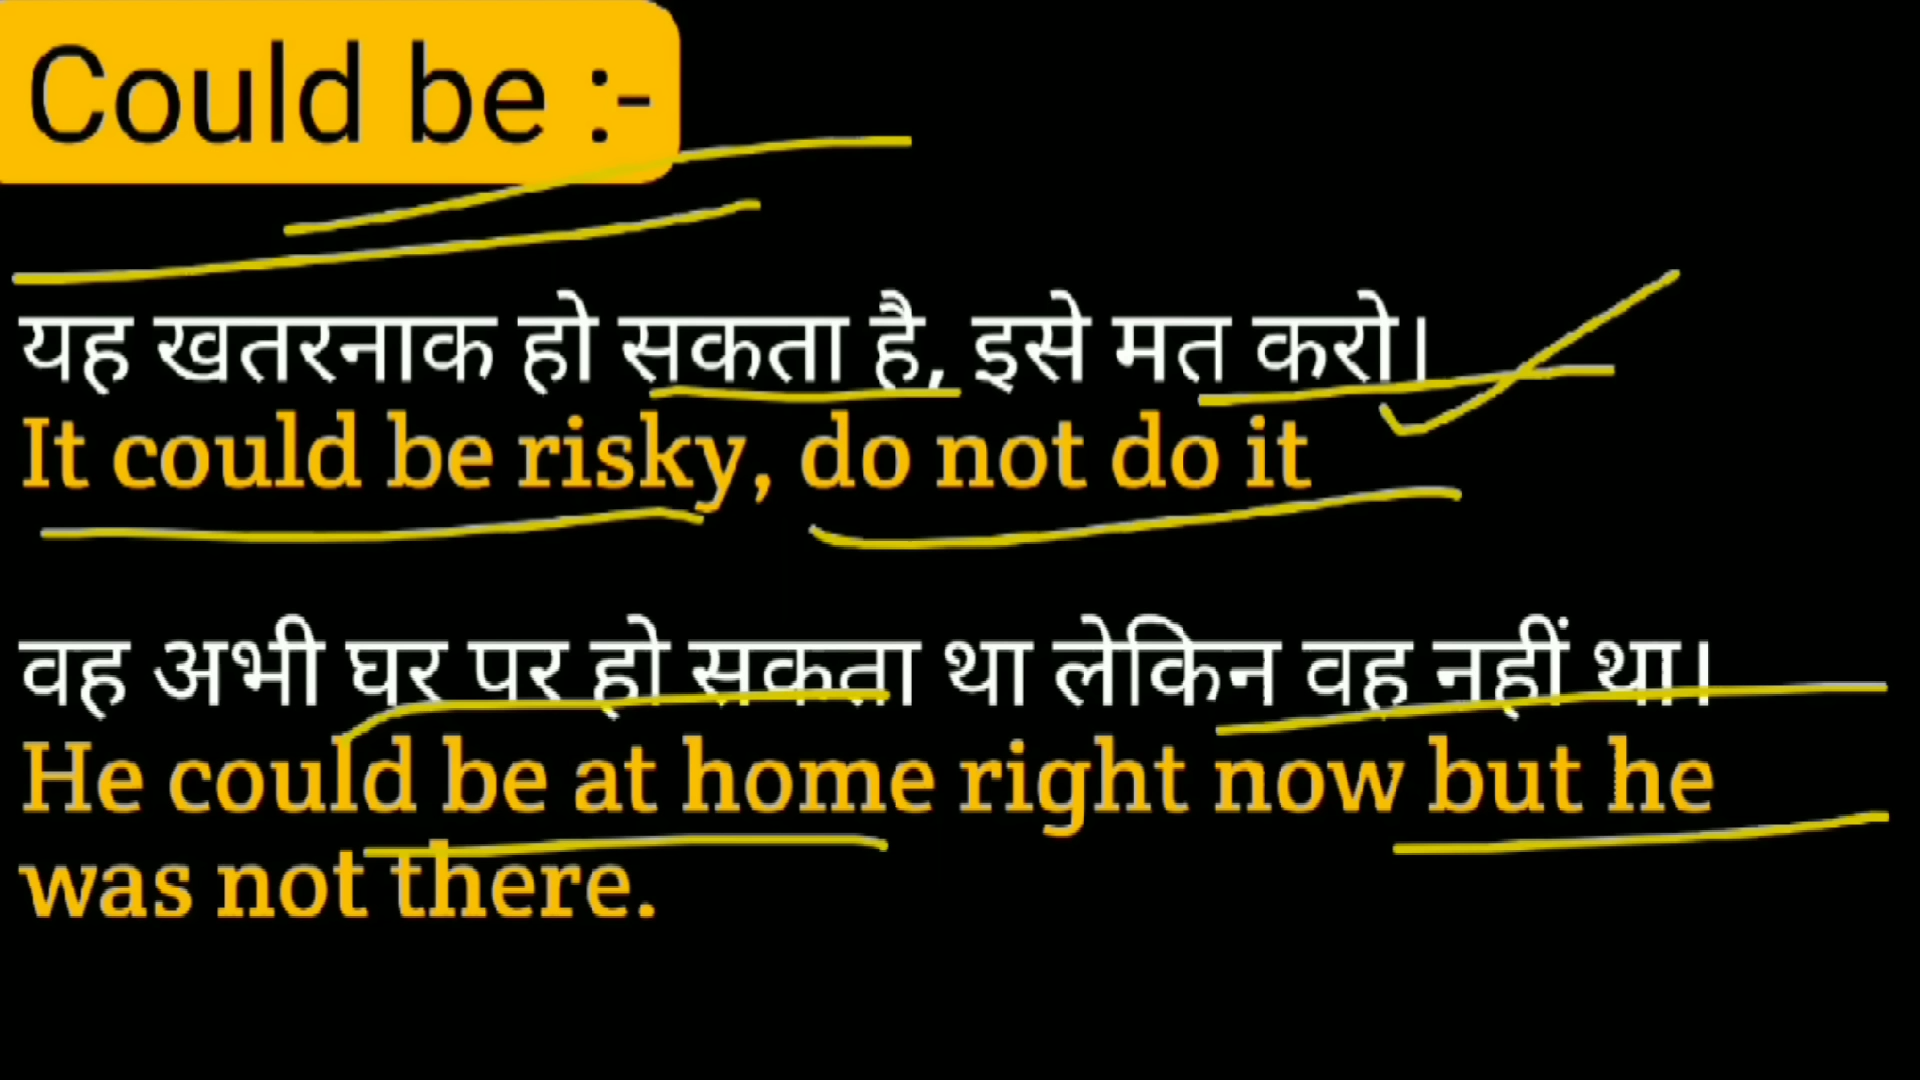 Could be :-
यह खतरनाक हो सकता है, इसे मत करो।
It could be risky, do not do it
वह अभी घर पर हो सकता था लेकिन वह नहीं था।
He could be at home right now but he
was not there.